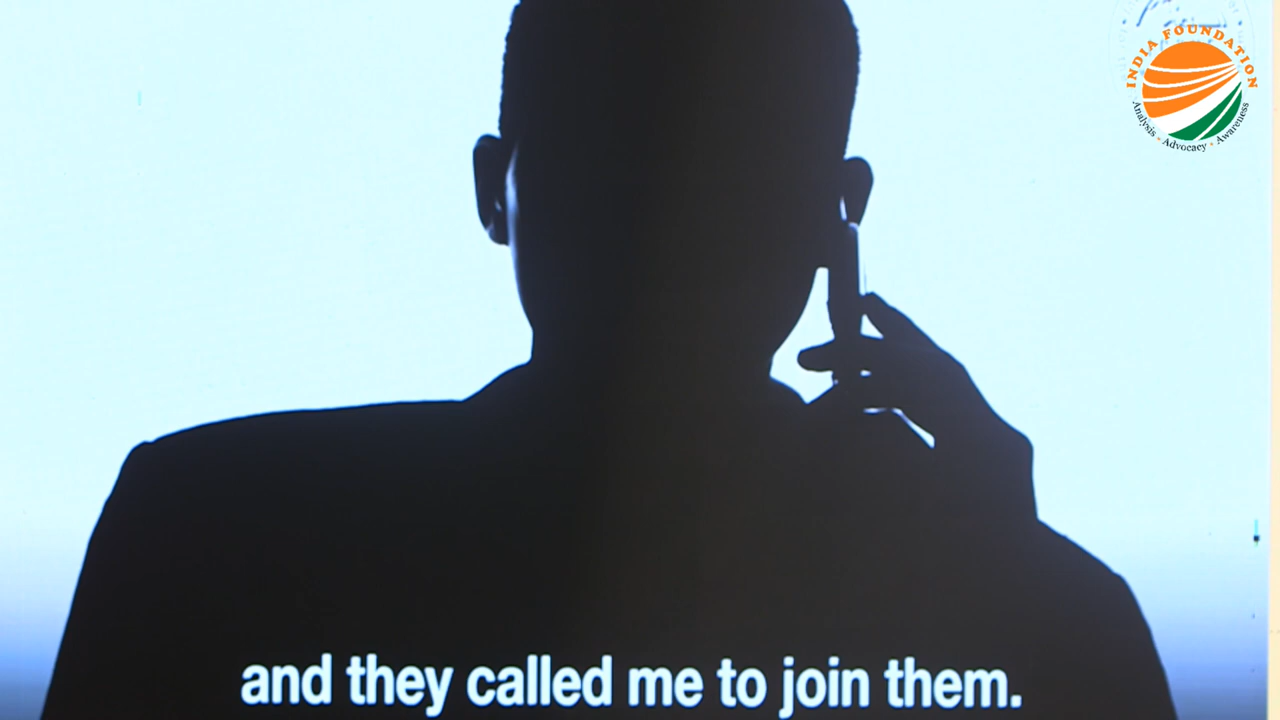 INDIA FOUNDATION
Analysis • Advocacy • Awareness
and they called me to join them.